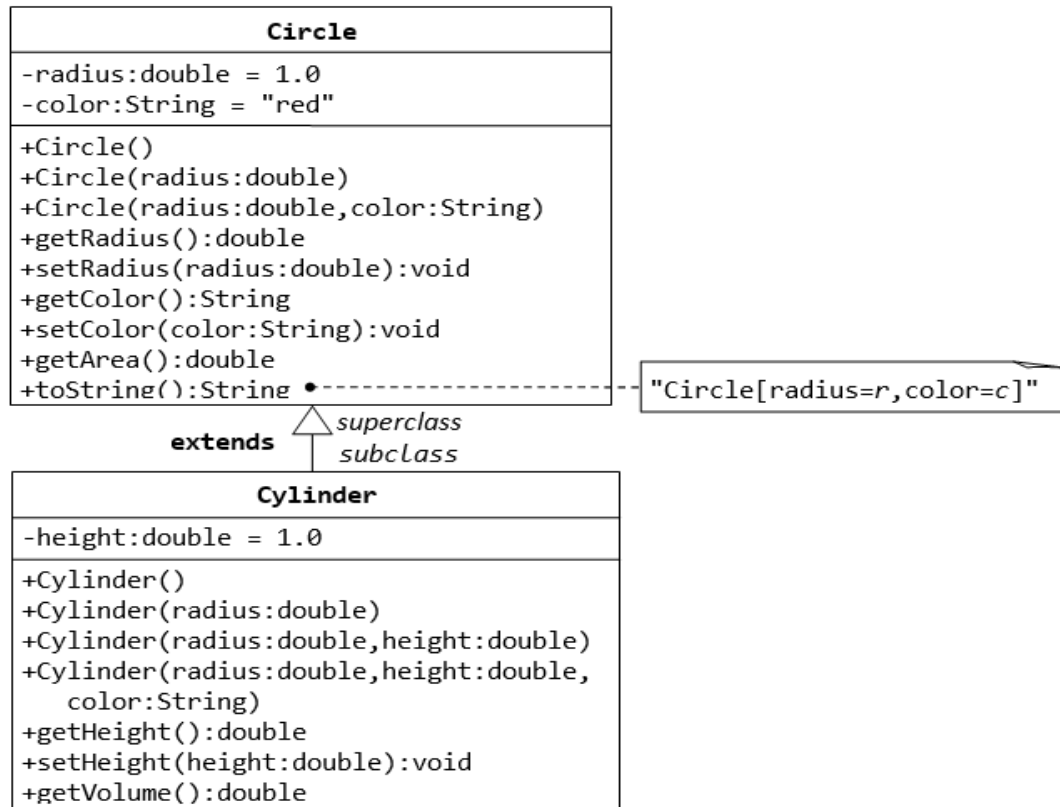 Circle
-radius:double = 1.0
-color:String = "red"
+Circle()
+Circle(radius:double)
+Circle(radius:double,color:String)
+getRadius():double
+setRadius(radius:double):void
+getColor():String
+setColor(color:String):void
+getArea():double
+toString():String
"Circle[radius=r,color=c]"
superclass
extends
subclass
Cylinder
-height:double = 1.0
+Cylinder()
+Cylinder(radius:double)
+Cylinder(radius:double,height:double)
+Cylinder(radius:double,height:double,
color:String)
+getHeight():double
+setHeight(height:double):void
+getVolume():double